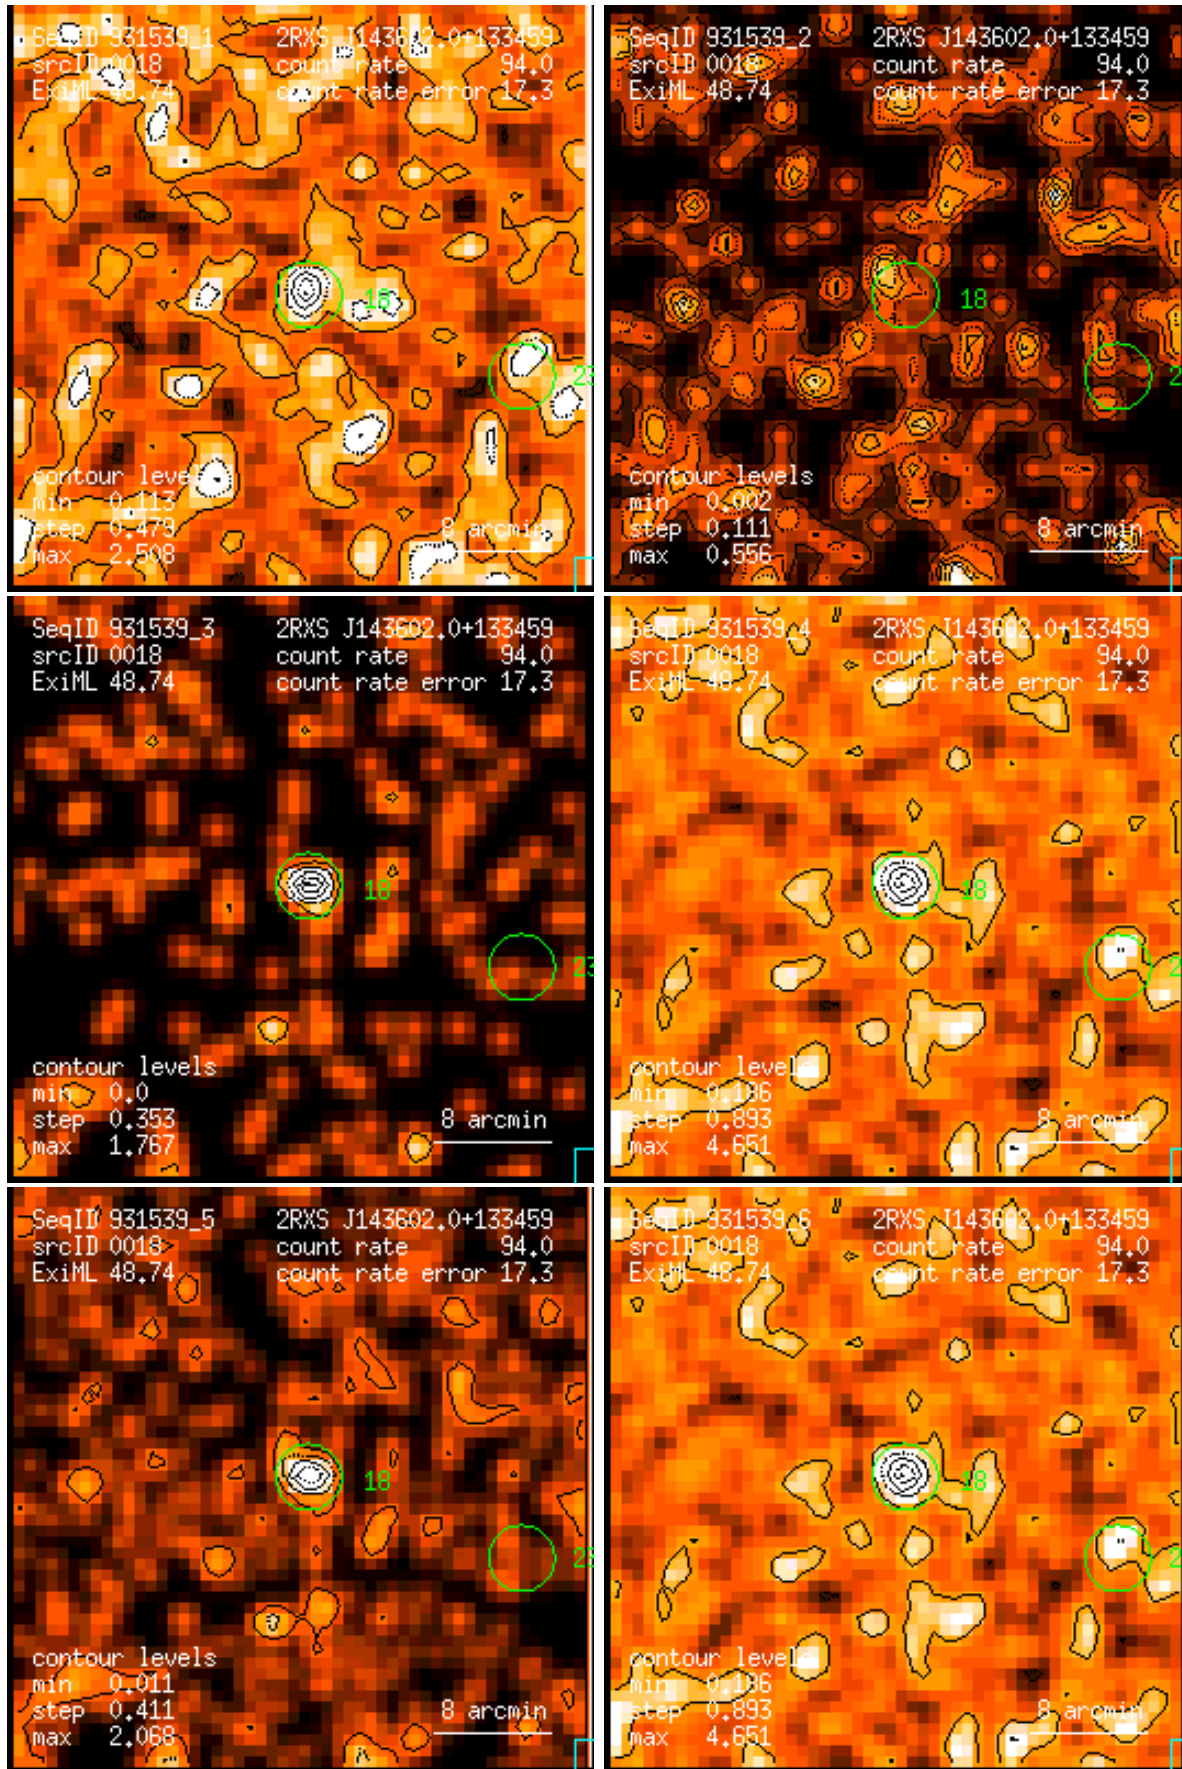 SeqID 931539_1 2RXS J143602.0+133459
srcID 0018 count rate 94.0
ExiML 48.74 count rate error 17.3
18
23
contour levels
min 0.113
step 0.479 8 arcmin
max 2.508
SeqID 931539_2 2RXS J143602.0+133459
srcID 0018 count rate 94.0
ExiML 48.74 count rate error 17.3
18
2
contour levels
min 0.002
step 0.111 8 arcmin
max 0.556
SeqID 931539_3 2RXS J143602.0+133459
srcID 0018 count rate 94.0
ExiML 48.74 count rate error 17.3
18
23
contour levels
min 0.0
step 0.353 8 arcmin
max 1.767
SeqID 931539_4 2RXS J143602.0+133459
srcID 0018 count rate 94.0
ExiML 48.74 count rate error 17.3
18
2
contour levels
min 0.186
step 0.893 8 arcmin
max 4.651
SeqID 931539_5 2RXS J143602.0+133459
srcID 0018 count rate 94.0
ExiML 48.74 count rate error 17.3
18
23
contour levels
min 0.011
step 0.411 8 arcmin
max 2.068
SeqID 931539_6 2RXS J143602.0+133459
srcID 0018 count rate 94.0
ExiML 48.74 count rate error 17.3
18
2
contour levels
min 0.186
step 0.893 8 arcmin
max 4.651